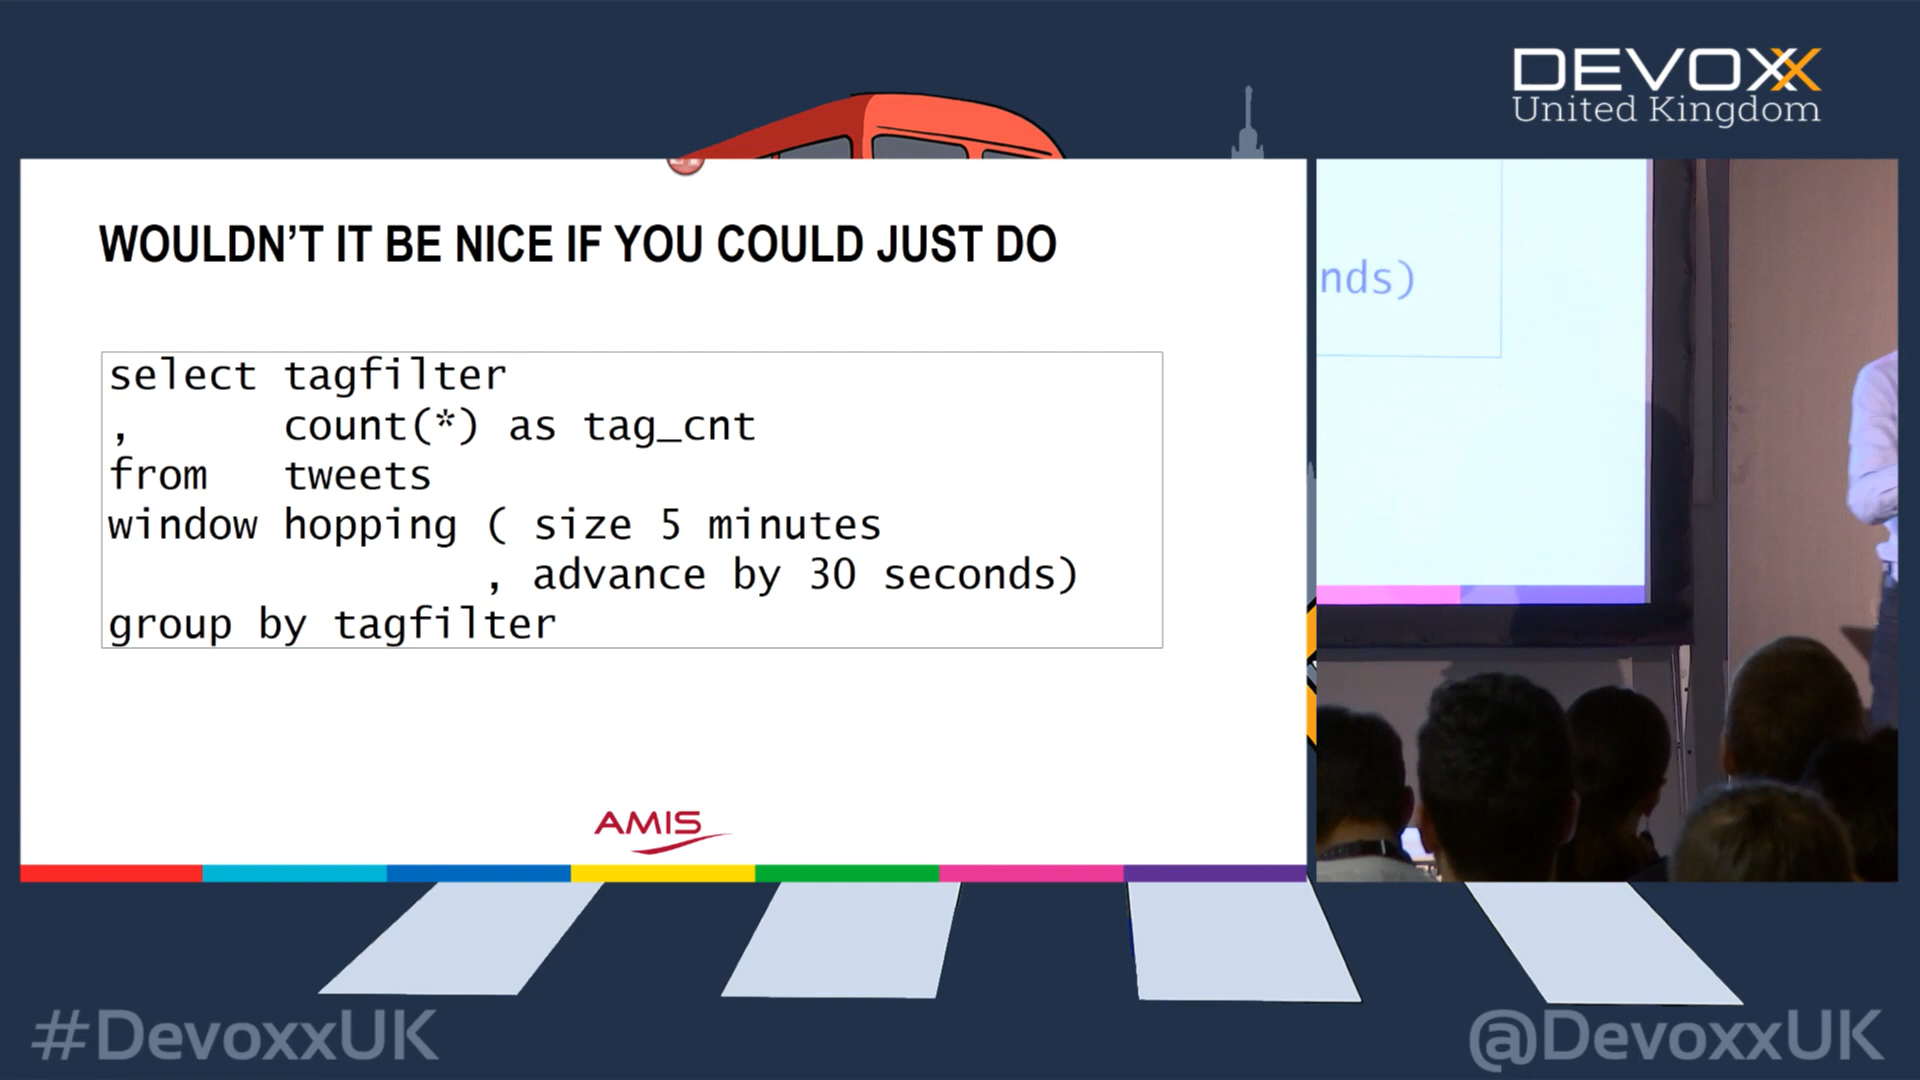 DEVOXX
United Kingdom
WOULDN'T IT BE NICE IF YOU COULD JUST DO
select tagfilter
, count(*) as tag_cnt
from tweets
window hopping ( size 5 minutes
, advance by 30 seconds)
group by tagfilter
AMIS
nds)
#DevoxxUK
@DevoxxUK